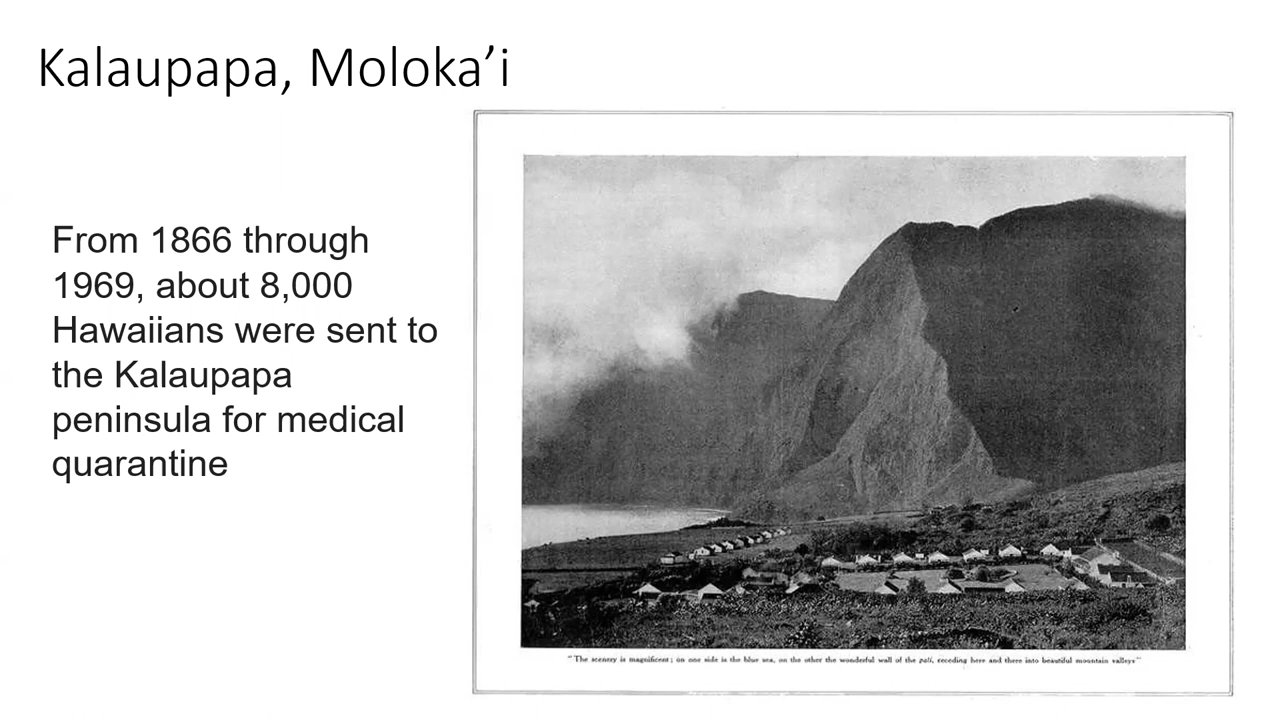 Kalaupapa, Moloka’i
From 1866 through
1969, about 8,000
Hawaiians were sent to
the Kalaupapa
peninsula for medical
quarantine
"The scenery is magnificent; on one side is the blue sea, on the other the wonderful wall of the pali, receding here and there into beautiful mountain valleys"